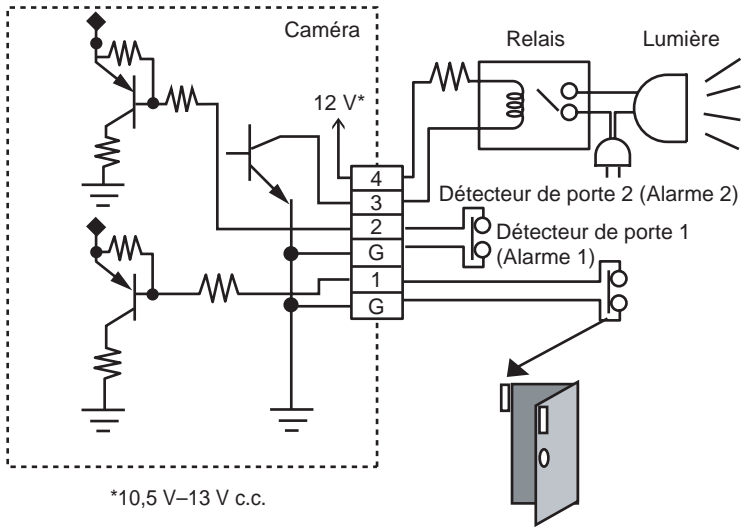 Caméra
Relais
Lumière
12 V*
4
3
2
G
1
G
Détecteur de porte 2 (Alarme 2)
Détecteur de porte 1
(Alarme 1)
*10,5 V–13 V c.c.